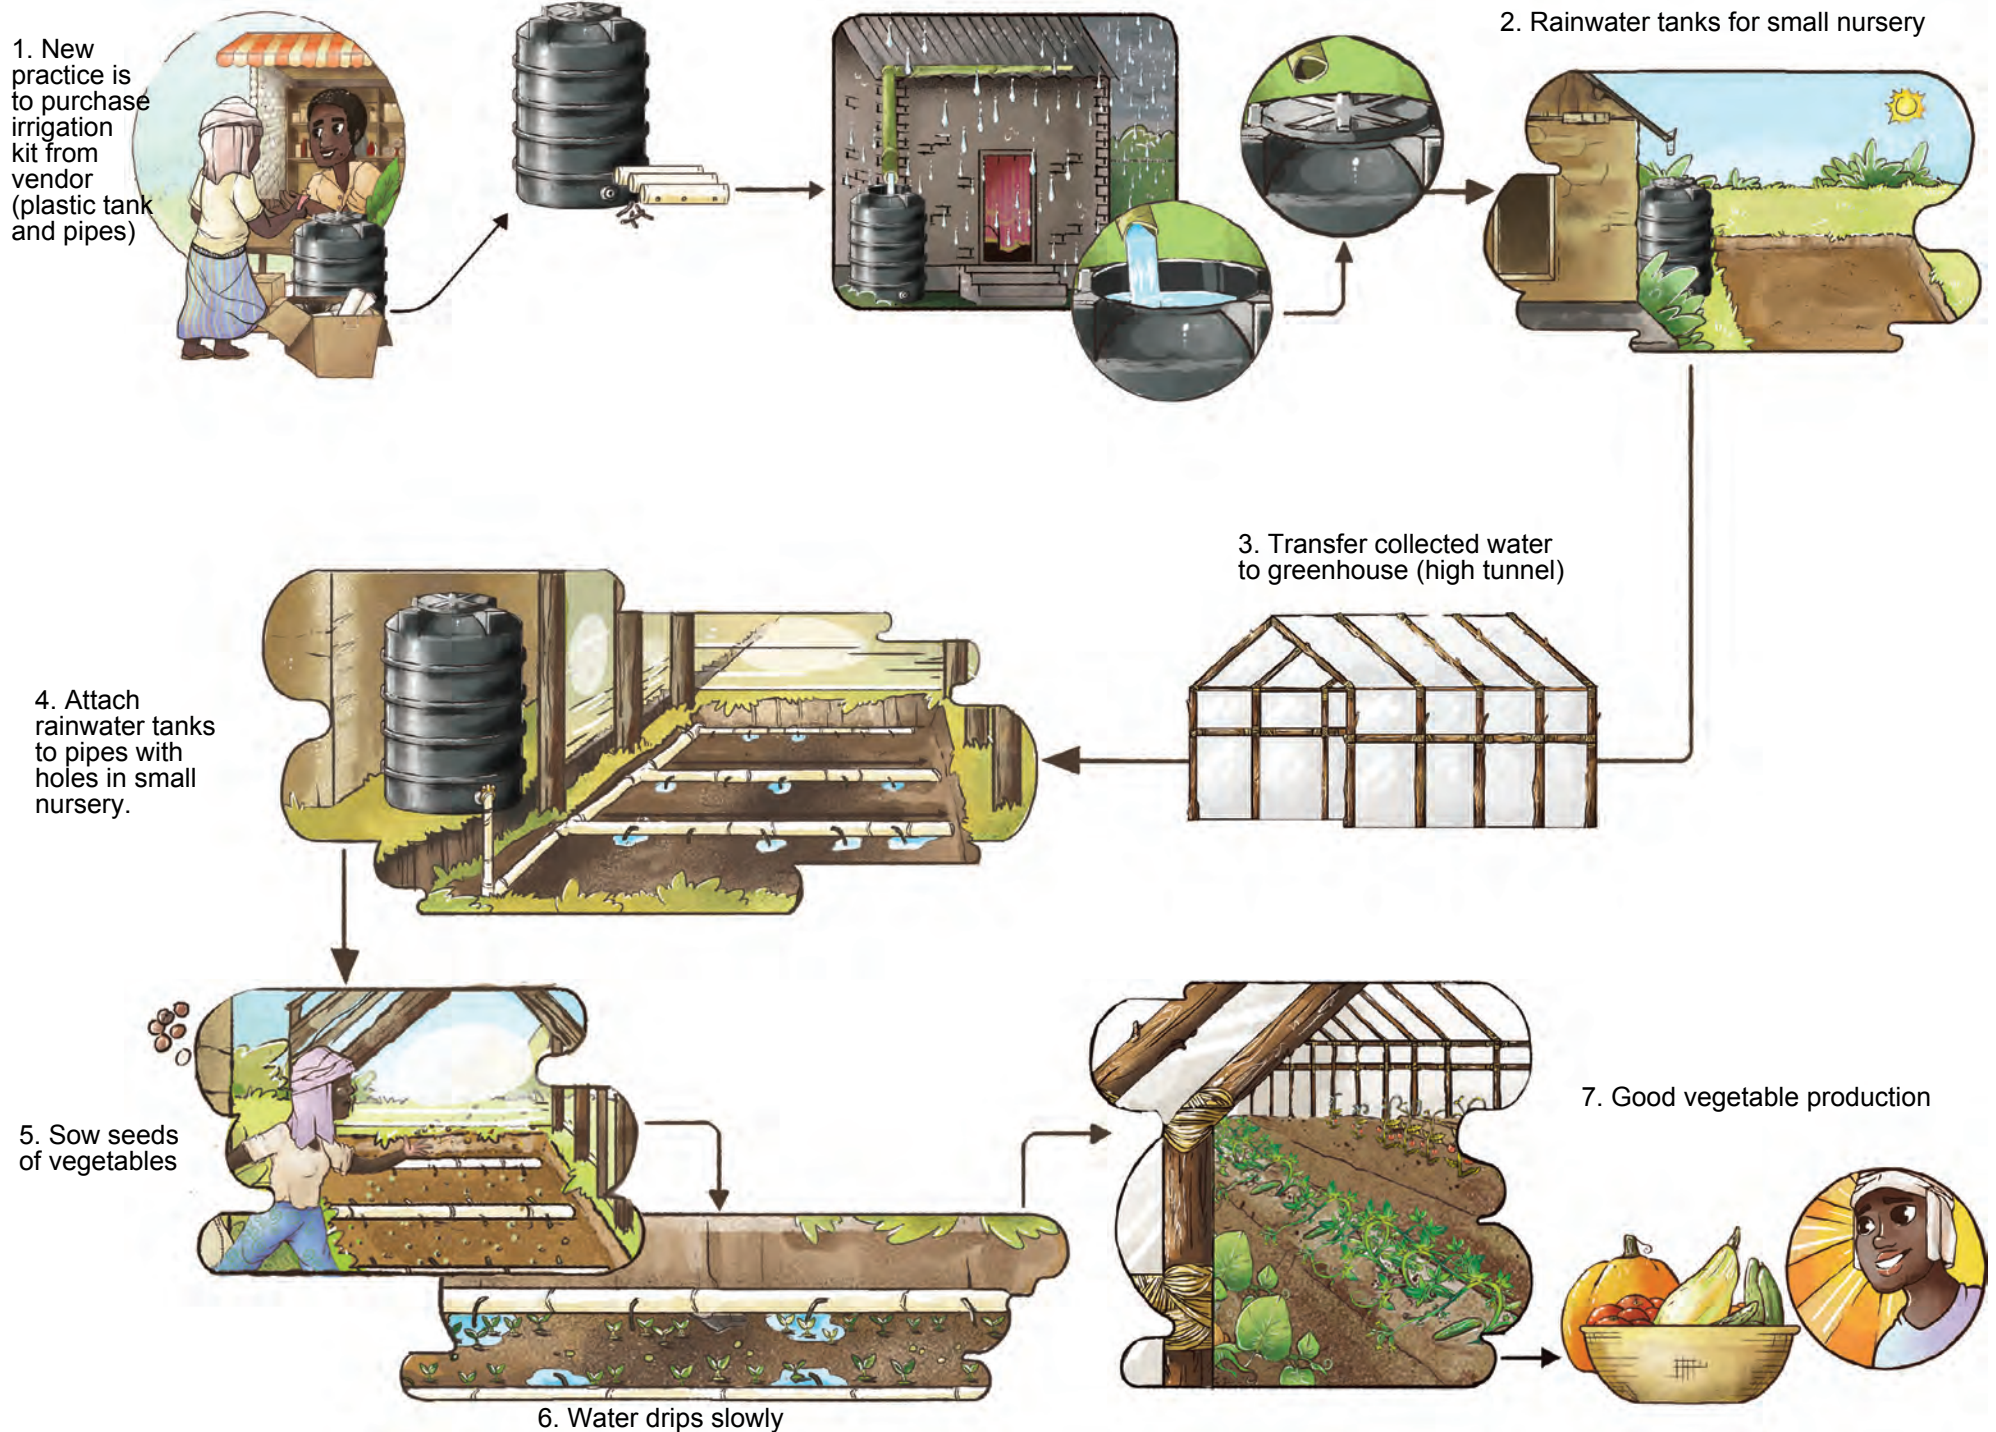 1. New
practice is
to purchase
irrigation
kit from
vendor
(plastic tank
and pipes)
2. Rainwater tanks for small nursery
3. Transfer collected water
to greenhouse (high tunnel)
4. Attach
rainwater tanks
to pipes with
holes in small
nursery.
5. Sow seeds
of vegetables
6. Water drips slowly
7. Good vegetable production